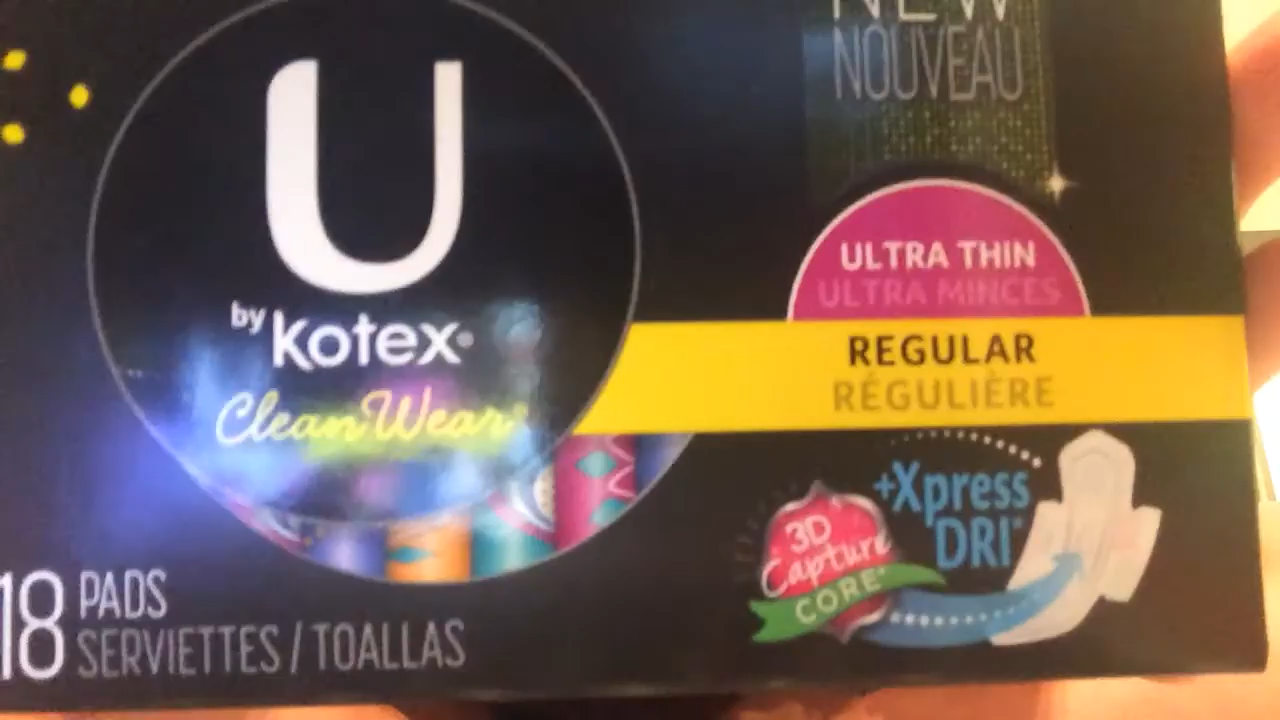 U
by Kotex®
CleanWear®
NEW
NOUVEAU
ULTRA THIN
ULTRA MINCES
REGULAR
RÉGULIÈRE
+Xpress
DRI®
3D
Capture
CORE®
18 PADS
SERVIETTES / TOALLAS